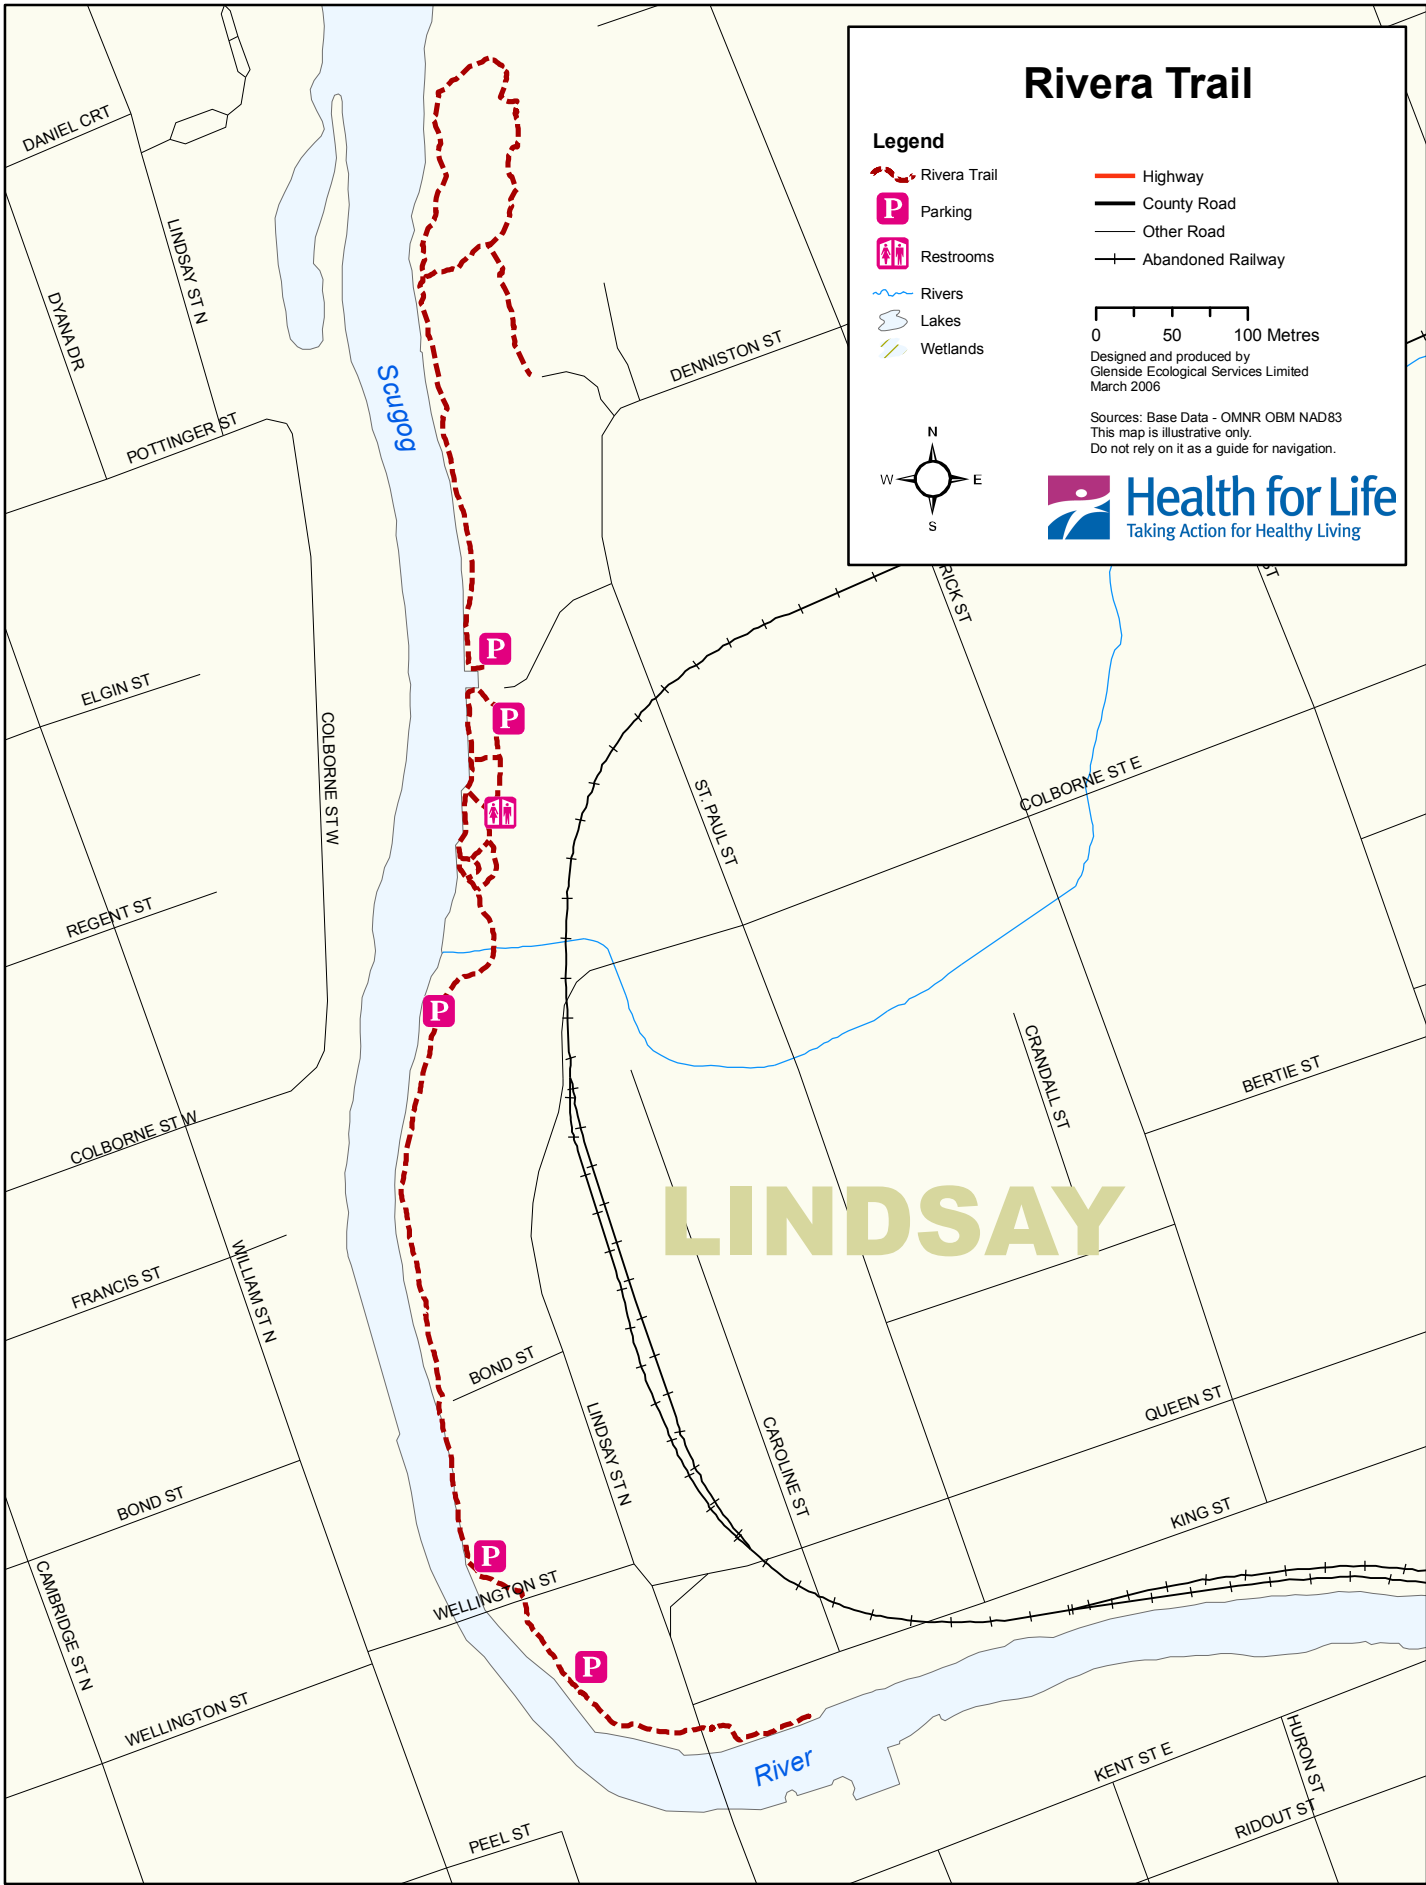 Rivera Trail
Legend
Rivera Trail
Parking
Restrooms
Rivers
Lakes
Wetlands
Highway
County Road
Other Road
Abandoned Railway
0 50 100 Metres
Designed and produced by
Glenside Ecological Services Limited
March 2006
Sources: Base Data - OMNR OBM NAD83
This map is illustrative only.
Do not rely on it as a guide for navigation.
N
W E
S
Health for Life
Taking Action for Healthy Living
DANIEL CRT
LINDSAY ST N
DYANA DR
POTTINGER ST
Scugog
DENNISTON ST
RICK ST
ST
ELGIN ST
COLBORNE ST W
P
P
ST. PAUL ST
COLBORNE ST E
REGENT ST
P
CRANDALL ST
BERTIE ST
COLBORNE ST W
LINDSAY
FRANCIS ST
WILLIAM ST N
BOND ST
LINDSAY ST N
CAROLINE ST
QUEEN ST
BOND ST
KING ST
P
CAMBRIDGE ST N
WELLINGTON ST
P
WELLINGTON ST
River
KENT ST E
HURON ST
RIDOUT ST
PEEL ST